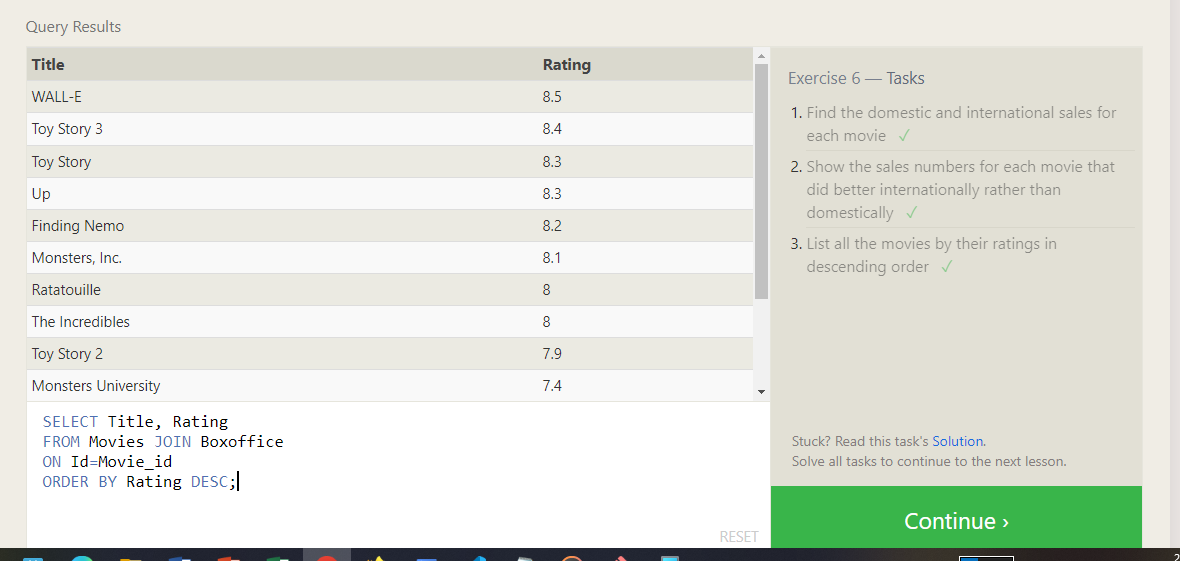 Query Results
Title Rating
WALL-E 8.5
Toy Story 3 8.4
Toy Story 8.3
Up 8.3
Finding Nemo 8.2
Monsters, Inc. 8.1
Ratatouille 8
The Incredibles 8
Toy Story 2 7.9
Monsters University 7.4
SELECT Title, Rating
FROM Movies JOIN Boxoffice
ON Id=Movie_id
ORDER BY Rating DESC;
RESET
Exercise 6 — Tasks
1. Find the domestic and international sales for
each movie ✓
2. Show the sales numbers for each movie that
did better internationally rather than
domestically ✓
3. List all the movies by their ratings in
descending order ✓
Stuck? Read this task's Solution.
Solve all tasks to continue to the next lesson.
Continue ›